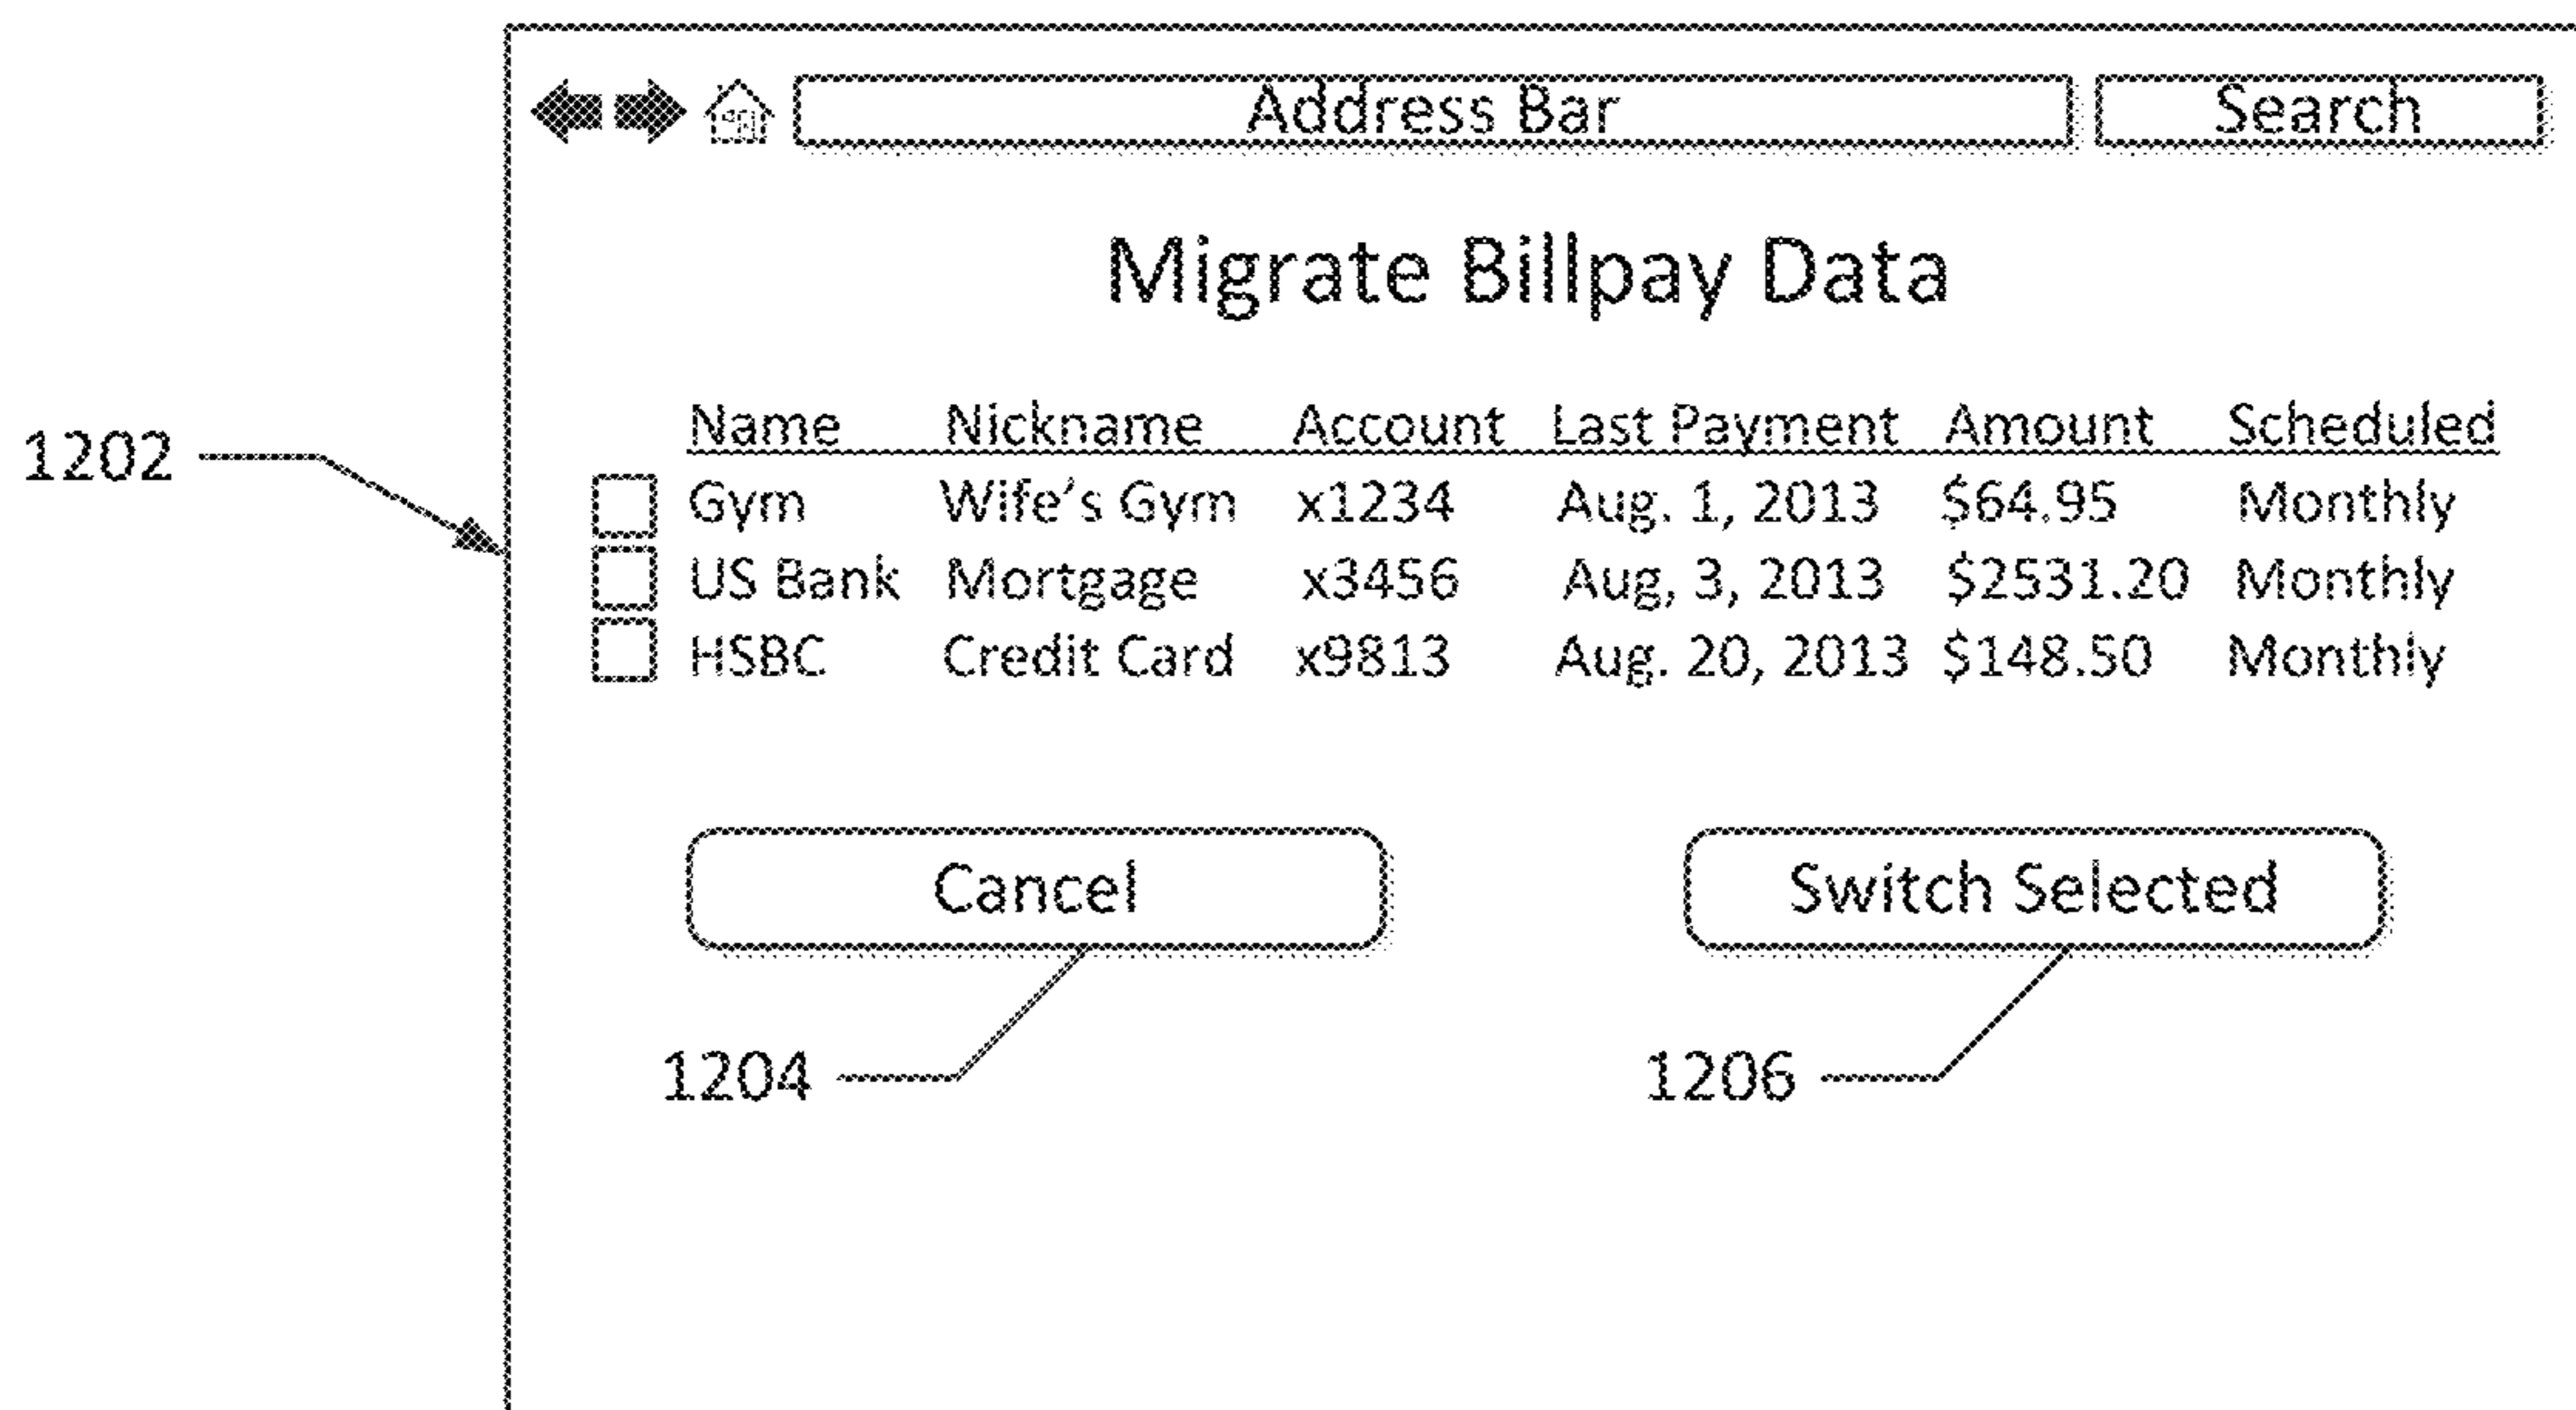 Address Bar Search
Migrate Billpay Data
Name Nickname Account Last Payment Amount Scheduled
1202
Gym Wife's Gym x1234 Aug. 1, 2013 $64.95 Monthly
US Bank Mortgage x3456 Aug, 3, 2013 $2531.20 Monthly
HSBC Credit Card x9813 Aug. 20, 2013 $148.50 Monthly
Cancel Switch Selected
1204 1206